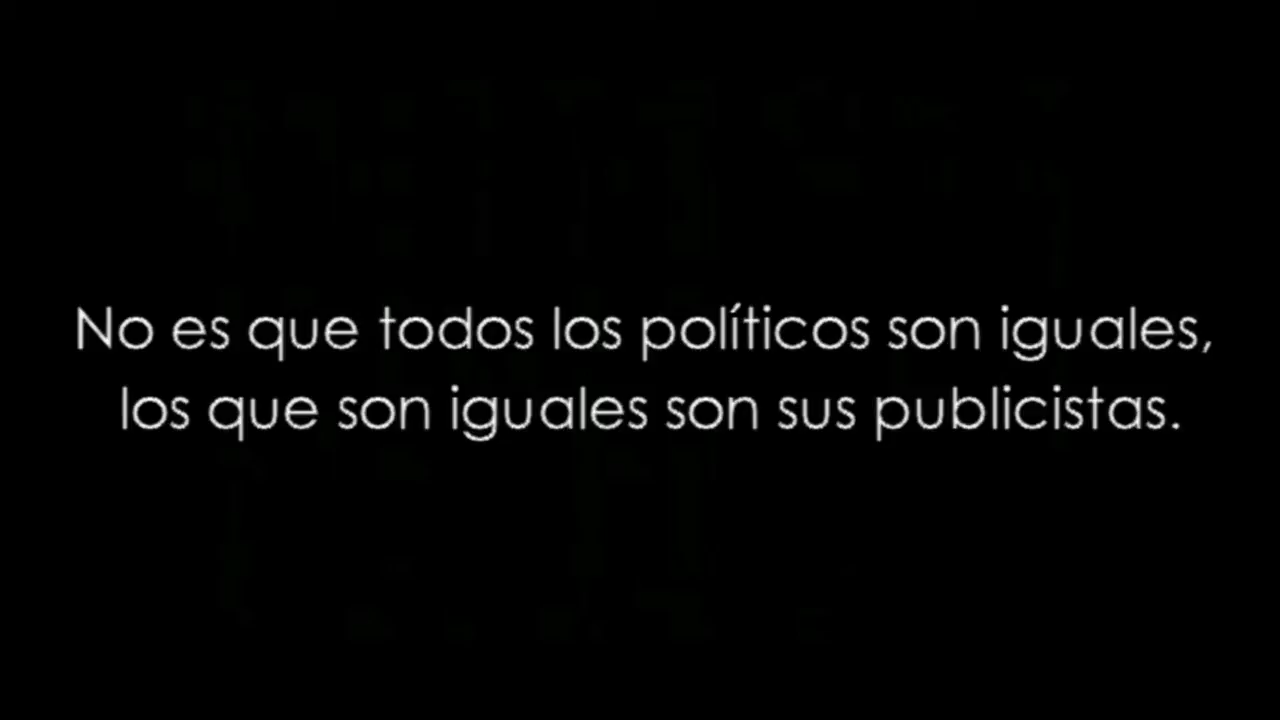 No es que todos los políticos son iguales,
los que son iguales son sus publicistas.